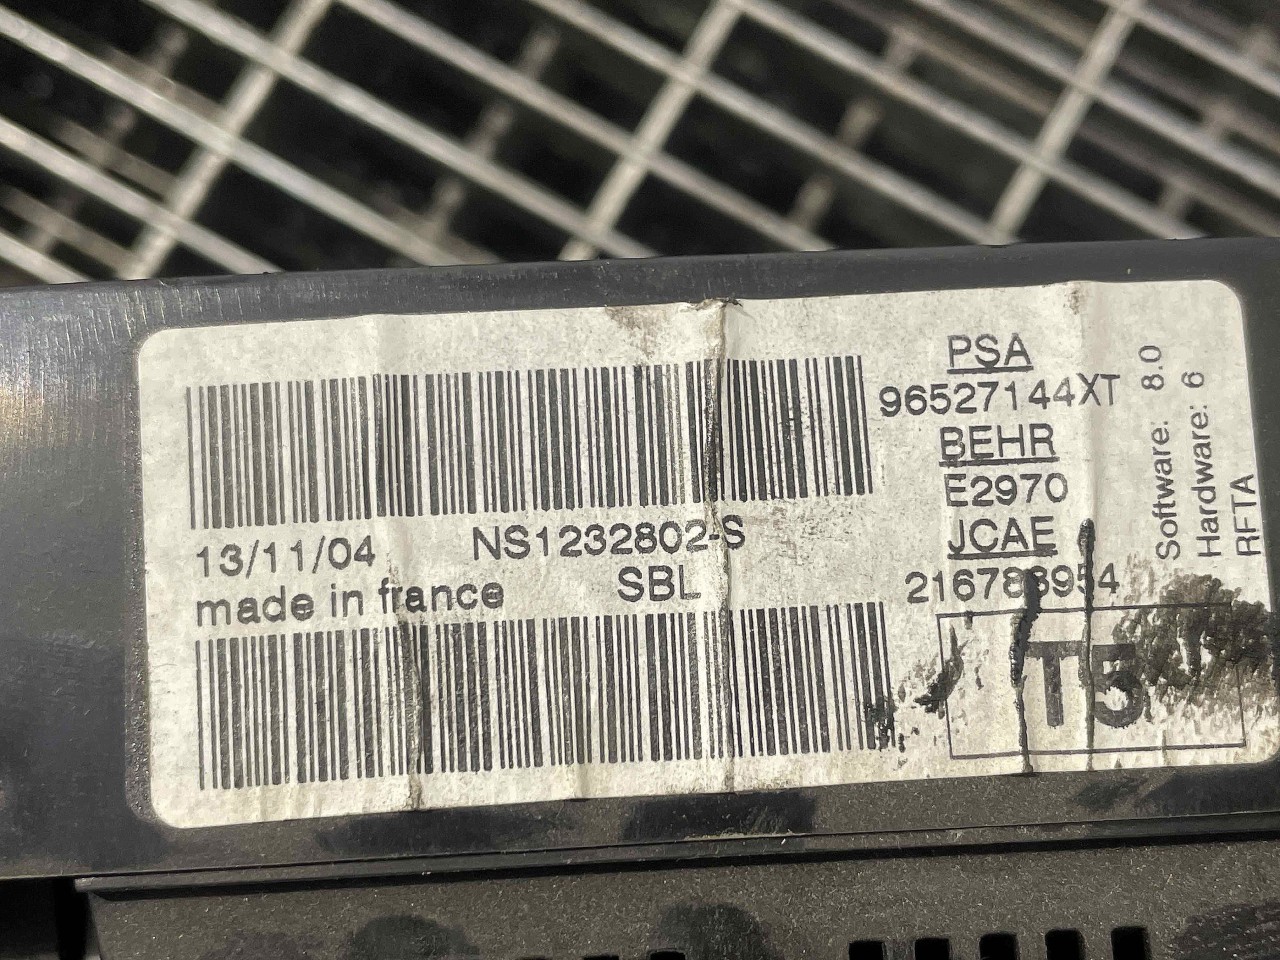 PSA
96527144XT
BEHR
E2970
JCAE
216788954
T5
Software: 8.0
Hardware: 6
RFTA
13/11/04
NS1232802-S
made in france
SBL